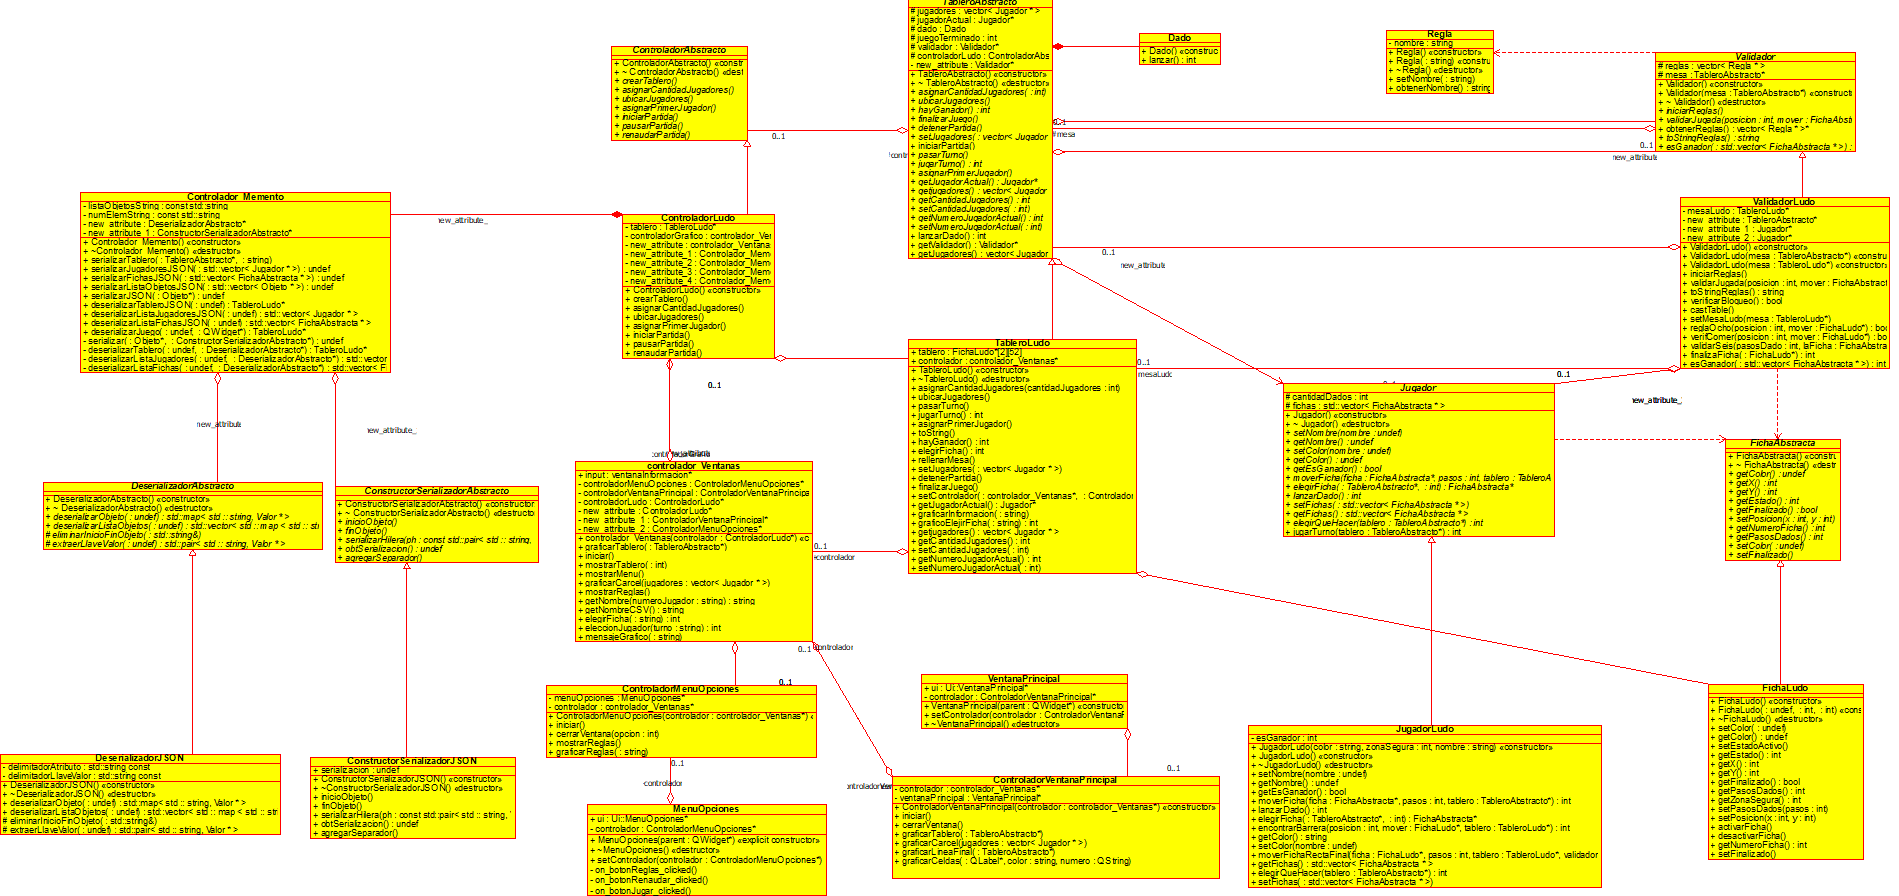 TableroAbstracto
# jugadores : vector< Jugador * >
# jugadorActual : Jugador*
# dado : Dado
# juegoTerminado : int
# validador : Validador*
# controladorLudo : ControladorAbs
- new_attribute : Validador*
+ TableroAbstracto() «constructor»
+ ~ TableroAbstracto() «destructor»
+ asignarCantidadJugadores( : int)
+ ubicarJugadores()
+ hayGanador() : int
+ finalizarJuego()
+ detenerPartida()
+ setJugadores( : vector< Jugador
+ iniciarPartida()
+ pasarTurno()
+ jugarTurno() : int
+ asignarPrimerJugador()
+ getJugadorActual() : Jugador*
+ getjugadores() : vector< Jugador
+ getCantidadJugadores() : int
+ setCantidadJugadores( : int)
+ getNumeroJugadorActual() : int
+ setNumeroJugadorActual( : int)
+ lanzarDado() : int
+ getValidador() : Validador*
+ getJugadores() : vector< Jugador
Dado
+ Dado() «construc
+ lanzar() : int
Regla
- nombre : string
+ Regla() «constructor»
+ Regla( : string) «constru
+ ~ Regla() «destructor»
+ setNombre( : string)
+ obtenerNombre() : string
Validador
# reglas : vector< Regla * >
# mesa : TableroAbstracto*
+ Validador() «constructor»
+ Validador(mesa : TableroAbstracto*) «constructo
+ ~ Validador() «destructor»
+ iniciarReglas()
+ validarJugada(posicion : int, mover : FichaAbstr
+ obtenerReglas() : vector< Regla * >*
+ toStringReglas() : string
+ esGanador( : std::vector< FichaAbstracta * >) :
ControladorAbstracto
+ ControladorAbstracto() «constr
+ ~ ControladorAbstracto() «dest
+ crearTablero()
+ asignarCantidadJugadores()
+ ubicarJugadores()
+ asignarPrimerJugador()
+ iniciarPartida()
+ pausarPartida()
+ renaudarPartida()
0..1
#mesa
0..1
new_attribute
Controlador_Memento
- listaObjetosString : const std::string
- numElemString : const std::string
- new_attribute : DeserializadorAbstracto*
- new_attribute_1 : ConstructorSerializadorAbstracto*
+ Controlador_Memento() «constructor»
+ ~Controlador_Memento() «destructor»
+ serializarTablero( : TableroAbstracto*, : string)
+ serializarJugadoresJSON( : std::vector< Jugador * >) : undef
+ serializarFichasJSON( : std::vector< FichaAbstracta * >) : undef
+ serializarListaObjetosJSON( : std::vector< Objeto * >) : undef
+ serializarJSON( : Objeto*) : undef
+ deserializarTableroJSON( : undef) : TableroLudo*
+ deserializarListaJugadoresJSON( : undef) : std::vector< Jugador * >
+ deserializarListaFichasJSON( : undef) : std::vector< FichaAbstracta * >
+ deserializarJuego( : undef, : QWidget*) : TableroLudo*
- serializar( : Objeto*, : ConstructorSerializadorAbstracto*) : undef
- deserializarTablero( : undef, : DeserializadorAbstracto*) : TableroLudo*
- deserializarListaJugadores( : undef, : DeserializadorAbstracto*) : std::vector
- deserializarListaFichas( : undef, : DeserializadorAbstracto*) : std::vector< F
new_attribute_
ControladorLudo
- tablero : TableroLudo*
- controladorGrafico : controlador_Ver
- new_attribute : controlador_Ventana
- new_attribute_1 : Controlador_Mem
- new_attribute_2 : Controlador_Mem
- new_attribute_3 : Controlador_Mem
- new_attribute_4 : Controlador_Mem
+ ControladorLudo() «constructor»
+ crearTablero()
+ asignarCantidadJugadores()
+ ubicarJugadores()
+ asignarPrimerJugador()
+ iniciarPartida()
+ pausarPartida()
+ renaudarPartida()
ValidadorLudo
- mesaLudo : TableroLudo*
- new_attribute : TableroAbstracto*
- new_attribute_1 : Jugador*
- new_attribute_2 : Jugador*
+ ValidadorLudo() «constructor»
+ ValidadorLudo(mesa : TableroAbstracto*) «constru
+ ValidadorLudo(mesa : TableroLudo*) «constructor»
+ iniciarReglas()
+ validarJugada(posicion : int, mover : FichaAbstract
+ toStringReglas() : string
+ verificarBloqueo() : bool
+ castTable()
+ setMesaLudo(mesa : TableroLudo*)
+ reglaOcho(posicion : int, mover : FichaLudo*) : boo
+ verifComer(posicion : int, mover : FichaLudo*) : bo
+ validarSeis(pasosDado : int, laFicha : FichaAbstra
+ finalizaFicha( : FichaLudo*) : int
+ esGanador( : std::vector< FichaAbstracta * >) : int
0..1
new_attribute
TableroLudo
+ tablero : FichaLudo*[2][52]
+ controlador : controlador_Ventanas*
+ TableroLudo() «constructor»
+ ~TableroLudo() «destructor»
+ asignarCantidadJugadores(cantidadJugadores : int)
+ ubicarJugadores()
+ pasarTurno()
+ jugarTurno() : int
+ asignarPrimerJugador()
+ toString()
+ hayGanador() : int
+ elegirFicha() : int
+ rellenarMesa()
+ setJugadores( : vector< Jugador * >)
+ detenerPartida()
+ finalizarJuego()
+ setControlador( : controlador_Ventanas*, : Controlador
+ getJugadorActual() : Jugador*
+ graficarInformacion( : string)
+ graficoElejirFicha( : string) : int
+ getjugadores() : vector< Jugador * >
+ getCantidadJugadores() : int
+ setCantidadJugadores( : int)
+ getNumeroJugadorActual() : int
+ setNumeroJugadorActual( : int)
0..1
mesaLudo
0..1
0..1
new_attribute_
Jugador
# cantidadDados : int
# fichas : std::vector< FichaAbstracta * >
+ Jugador() «constructor»
+ ~ Jugador() «destructor»
+ setNombre(nombre : undef)
+ getNombre() : undef
+ setColor(nombre : undef)
+ getColor() : undef
+ getEsGanador() : bool
+ moverFicha(ficha : FichaAbstracta*, pasos : int, tablero : TableroA
+ elegirFicha( : TableroAbstracto*, : int) : FichaAbstracta*
+ lanzarDado() : int
+ setFichas( : std::vector< FichaAbstracta * >)
+ getFichas() : std::vector< FichaAbstracta * >
+ elegirQueHacer(tablero : TableroAbstracto*) : int
+ jugarTurno(tablero : TableroAbstracto*) : int
FichaAbstracta
+ FichaAbstracta() «constru
+ ~ FichaAbstracta() «destr
+ getColor() : undef
+ getX() : int
+ getY() : int
+ getEstado() : int
+ getFinalizado() : bool
+ setPosicion(x : int, y : int)
+ getNumeroFicha() : int
+ getPasosDados() : int
+ setColor( : undef)
+ setFinalizado()
new_attribute
new_attribute_
DeserializadorAbstracto
+ DeserializadorAbstracto() «constructor»
+ ~ DeserializadorAbstracto() «destructor»
+ deserializarObjeto( : undef) : std::map< std :: string, Valor * >
+ deserializarListaObjetos( : undef) : std::vector< std :: map < std :: sti
# eliminarInicioFinObjeto( : std::string&)
# extraerLlaveValor( : undef) : std::pair< std :: string, Valor * >
ConstructorSerializadorAbstracto
+ ConstructorSerializadorAbstracto() «constructor»
+ ~ ConstructorSerializadorAbstracto() «destructo
+ inicioObjeto()
+ finObjeto()
+ serializarHilera(ph : const std::pair< std :: string,
+ obtSerializacion() : undef
+ agregarSeparador()
controlador_Ventanas
+ input : ventanaInformacion*
- controladorMenuOpciones : ControladorMenuOpciones*
- controladorVentanaPrincipal : ControladorVentanaPrincipa
- controladorLudo : ControladorLudo*
- new_attribute : ControladorLudo*
- new_attribute_1 : ControladorVentanaPrincipal*
- new_attribute_2 : ControladorMenuOpciones*
+ controlador_Ventanas(controlador : ControladorLudo*) «c
+ graficarTablero( : TableroAbstracto*)
+ iniciar()
+ mostrarTablero( : int)
+ mostrarMenu()
+ graficarCarcel(jugadores : vector< Jugador * >)
+ mostrarReglas()
+ getNombre(numeroJugador : string) : string
+ getNombreCSV() : string
+ elegirFicha( : string) : int
+ eleccionJugador(turno : string) : int
+ mensajeGrafico( : string)
0..1
+controlador
0..1
0..1
ControladorMenuOpciones
- menuOpciones : MenuOpciones*
- controlador : controlador_Ventanas*
+ ControladorMenuOpciones(controlador : controlador_Ventanas*) «
+ iniciar()
+ cerrarVentana(opcion : int)
+ mostrarReglas()
+ graficarReglas( : string)
0..1
-controlador
VentanaPrincipal
+ ui : Ui::VentanaPrincipal*
- controlador : ControladorVentanaPrincipal*
+ VentanaPrincipal(parent : QWidget*) «constructo
+ setControlador(controlador : ControladorVentanaF
+ ~VentanaPrincipal() «destructor»
0..1
ControladorVentanaPrincipal
- controlador : controlador_Ventanas*
- ventanaPrincipal : VentanaPrincipal*
+ ControladorVentanaPrincipal(controlador : controlador_Ventanas*) «constructor»
+ iniciar()
+ cerrarVentana()
+ graficarTablero( : TableroAbstracto*)
+ graficarCarcel(jugadores : vector< Jugador * >)
+ graficarLineaFinal( : TableroAbstracto*)
+ graficarCeldas( : QLabel*, color : string, numero : QString)
MenuOpciones
+ ui : Ui::MenuOpciones*
- controlador : ControladorMenuOpciones*
+ MenuOpciones(parent : QWidget*) «explicit constructor»
+ ~MenuOpciones() «destructor»
+ setControlador(controlador : ControladorMenuOpciones*)
- on_botonReglas_clicked()
- on_botonRenaudar_clicked()
- on_botonJugar_clicked()
DeserializadorJSON
- delimitadorAtributo : std::string const
- delimitadorLlaveValor : std::string const
+ DeserializadorJSON() «constructor»
+ ~DeserializadorJSON() «destructor»
+ deserializarObjeto( : undef) : std::map< std :: string, Valor * >
+ deserializarListaObjetos( : undef) : std::vector< std :: map < std :: stri
# eliminarInicioFinObjeto( : std::string&)
# extraerLlaveValor( : undef) : std::pair< std :: string, Valor * >
ConstructorSerializadorJSON
+ serializacion : undef
+ ConstructorSerializadorJSON() «constructor»
+ ~ConstructorSerializadorJSON() «destructor»
+ inicioObjeto()
+ finObjeto()
+ serializarHilera(ph : const std::pair< std :: string, '
+ obtSerializacion() : undef
+ agregarSeparador()
JugadorLudo
- esGanador : int
+ JugadorLudo(color : string, zonaSegura : int, nombre : string) «constructor»
+ JugadorLudo() «constructor»
+ ~JugadorLudo() «destructor»
+ setNombre(nombre : undef)
+ getNombre() : undef
+ getEsGanador() : bool
+ moverFicha(ficha : FichaAbstracta*, pasos : int, tablero : TableroAbstracto*) : int
+ lanzarDado() : int
+ elegirFicha( : TableroAbstracto*, : int) : FichaAbstracta*
+ encontrarBarrera(posicion : int, mover : FichaLudo*, tablero : TableroLudo*) : int
+ getColor() : string
+ setColor(nombre : undef)
+ moverFichaRectaFinal(ficha : FichaLudo*, pasos : int, tablero : TableroLudo*, validador
+ getFichas() : std::vector< FichaAbstracta * >
+ elegirQueHacer(tablero : TableroAbstracto*) : int
+ setFichas( : std::vector< FichaAbstracta * >)
FichaLudo
+ FichaLudo() «constructor»
+ FichaLudo( : undef, : int, : int) «cons
+ ~FichaLudo() «destructor»
+ setColor( : undef)
+ getColor() : undef
+ setEstadoActivo()
+ getEstado() : int
+ getX() : int
+ getY() : int
+ getFinalizado() : bool
+ getPasosDados() : int
+ getZonaSegura() : int
+ setPasosDados(pasos : int)
+ setPosicion(x : int, y : int)
+ activarFicha()
+ desactivarFicha()
+ getNumeroFicha() : int
+ setFinalizado()